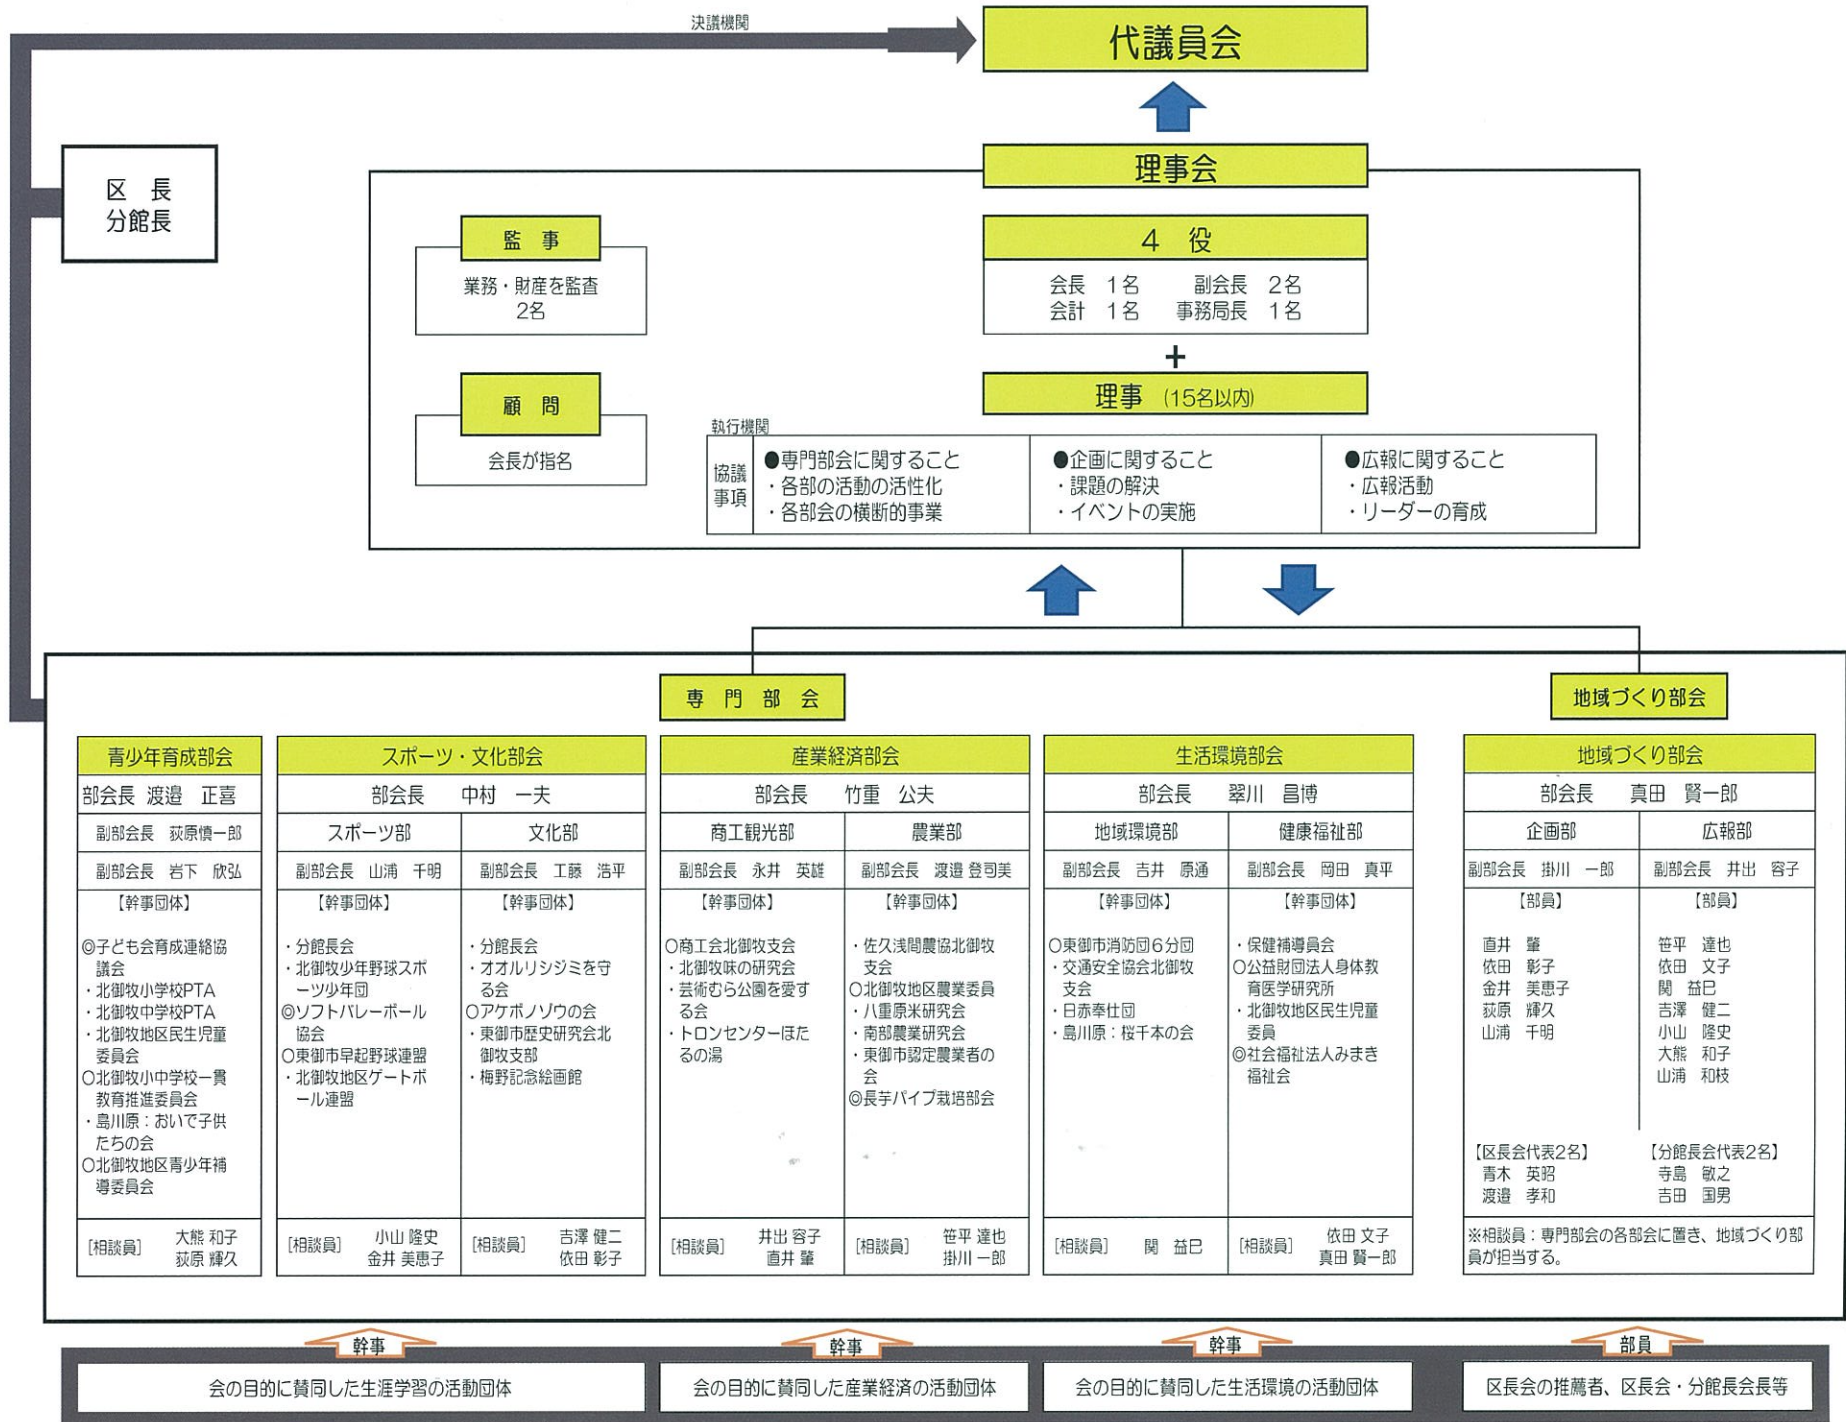 決議機関
代議員会
区 長
分館長
理事会
監 事
業務・財産を監査
2名
顧 問
会長が指名
4 役
会長 1名 副会長 2名
会計 1名 事務局長 1名
+
理事 (15名以内)
執行機関
協議
事項
●専門部会に関すること
・各部の活動の活性化
・各部会の横断的事業
●企画に関すること
・課題の解決
・イベントの実施
●広報に関すること
・広報活動
・リーダーの育成
専 門 部 会
地域づくり部会
青少年育成部会
部会長 渡邉 正喜
副部会長 荻原慎一郎
副部会長 岩下 欣弘
【幹事団体】
◎子ども会育成連絡協
議会
・北御牧小学校PTA
・北御牧中学校PTA
・北御牧地区民生児童
委員会
○北御牧小中学校一貫
教育推進委員会
・島川原：おいで子供
たちの会
○北御牧地区青少年補
導委員会
[相談員] 大熊 和子
荻原 輝久
スポーツ・文化部会
部会長 中村 一夫
スポーツ部
副部会長 山浦 千明
【幹事団体】
・分館長会
・北御牧少年野球スポ
ーツ少年団
◎ソフトバレーボール
協会
○東御市早起野球連盟
・北御牧地区ゲートボ
ール連盟
[相談員] 小山 隆史
金井 美恵子
文化部
副部会長 工藤 浩平
【幹事団体】
・分館長会
・オオルリシジミを守
る会
○アケボノゾウの会
・東御市歴史研究会北
御牧支部
・梅野記念絵画館
[相談員] 吉澤 健二
依田 彰子
産業経済部会
部会長 竹重 公夫
商工観光部
副部会長 永井 英雄
【幹事団体】
○商工会北御牧支会
・北御牧味の研究会
・芸術むら公園を愛す
る会
・トロンセンターほた
るの湯
[相談員] 井出 容子
直井 肇
農業部
副部会長 渡邉 登司美
【幹事団体】
・佐久浅間農協北御牧
支会
○北御牧地区農業委員
・八重原米研究会
・南部農業研究会
・東御市認定農業者の
会
◎長芋パイプ栽培部会
[相談員] 笹平 達也
掛川 一郎
生活環境部会
部会長 翠川 昌博
地域環境部
副部会長 吉井 原通
【幹事団体】
○東御市消防団6分団
・交通安全協会北御牧
支会
・日赤奉仕団
・島川原：桜千本の会
[相談員] 関 益巳
健康福祉部
副部会長 岡田 真平
【幹事団体】
・保健補導員会
○公益財団法人身体教
育医学研究所
・北御牧地区民生児童
委員
◎社会福祉法人みまき
福祉会
[相談員] 依田 文子
真田 賢一郎
地域づくり部会
部会長 真田 賢一郎
企画部
副部会長 掛川 一郎
【部員】
直井 肇
依田 彰子
金井 美恵子
荻原 輝久
山浦 千明
【区長会代表2名】
青木 英昭
渡邉 孝和
広報部
副部会長 井出 容子
【部員】
笹平 達也
依田 文子
関 益巳
吉澤 健二
小山 隆史
大熊 和子
山浦 和枝
【分館長会代表2名】
寺島 敏之
吉田 国男
※相談員：専門部会の各部会に置き、地域づくり部
員が担当する。
幹事
幹事
幹事
部員
会の目的に賛同した生涯学習の活動団体
会の目的に賛同した産業経済の活動団体
会の目的に賛同した生活環境の活動団体
区長会の推薦者、区長会・分館長会長等